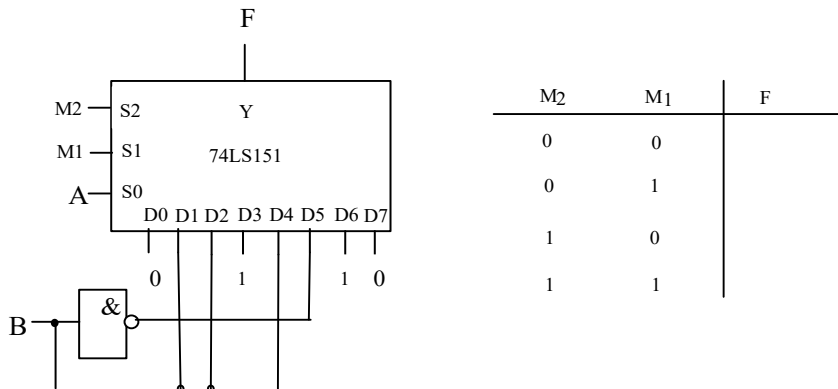 F
M2 S2 Y
M1 S1 74LS151
A S0
D0 D1 D2 D3 D4 D5 D6 D7
0 1 1 0
B &
M2 M1 F
0 0
0 1
1 0
1 1